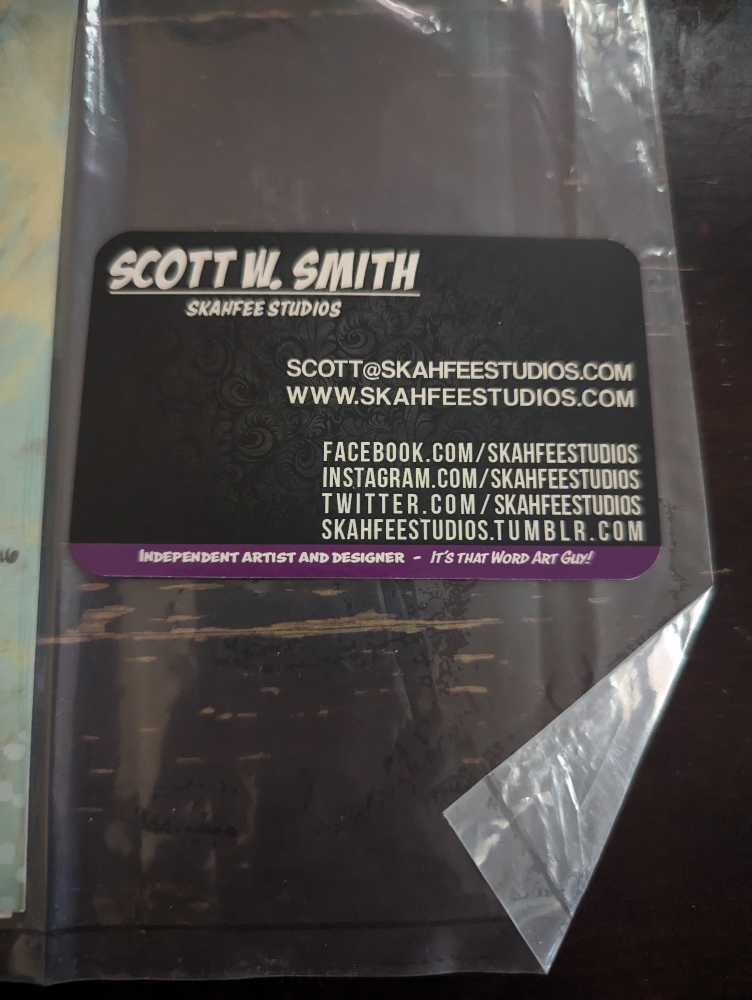 SCOTT W. SMITH
SKAHFEE STUDIOS
SCOTT@SKAHFEESTUDIOS.COM
WWW.SKAHFEESTUDIOS.COM
FACEBOOK.COM/SKAHFEESTUDIOS
INSTAGRAM.COM/SKAHFEESTUDIOS
TWITTER.COM/SKAHFEESTUDIOS
SKAHFEESTUDIOS.TUMBLR.COM
INDEPENDENT ARTIST AND DESIGNER - IT'S THAT WORD ART GUY!